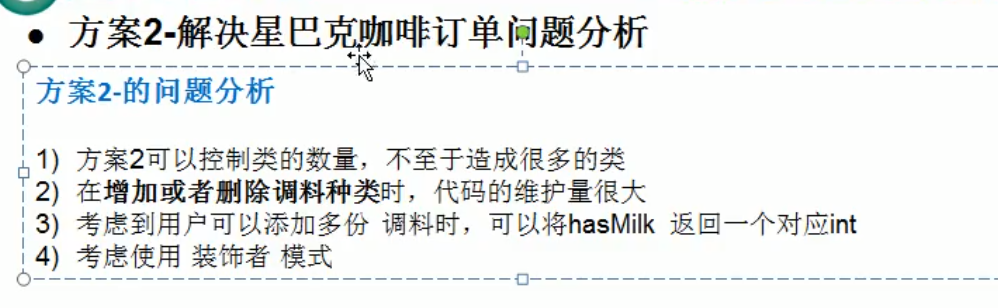 ● 方案2-解决星巴克咖啡订单问题分析
方案2-的问题分析
1) 方案2可以控制类的数量，不至于造成很多的类
2) 在增加或者删除调料种类时，代码的维护量很大
3) 考虑到用户可以添加多份 调料时，可以将hasMilk 返回一个对应int
4) 考虑使用 装饰者 模式